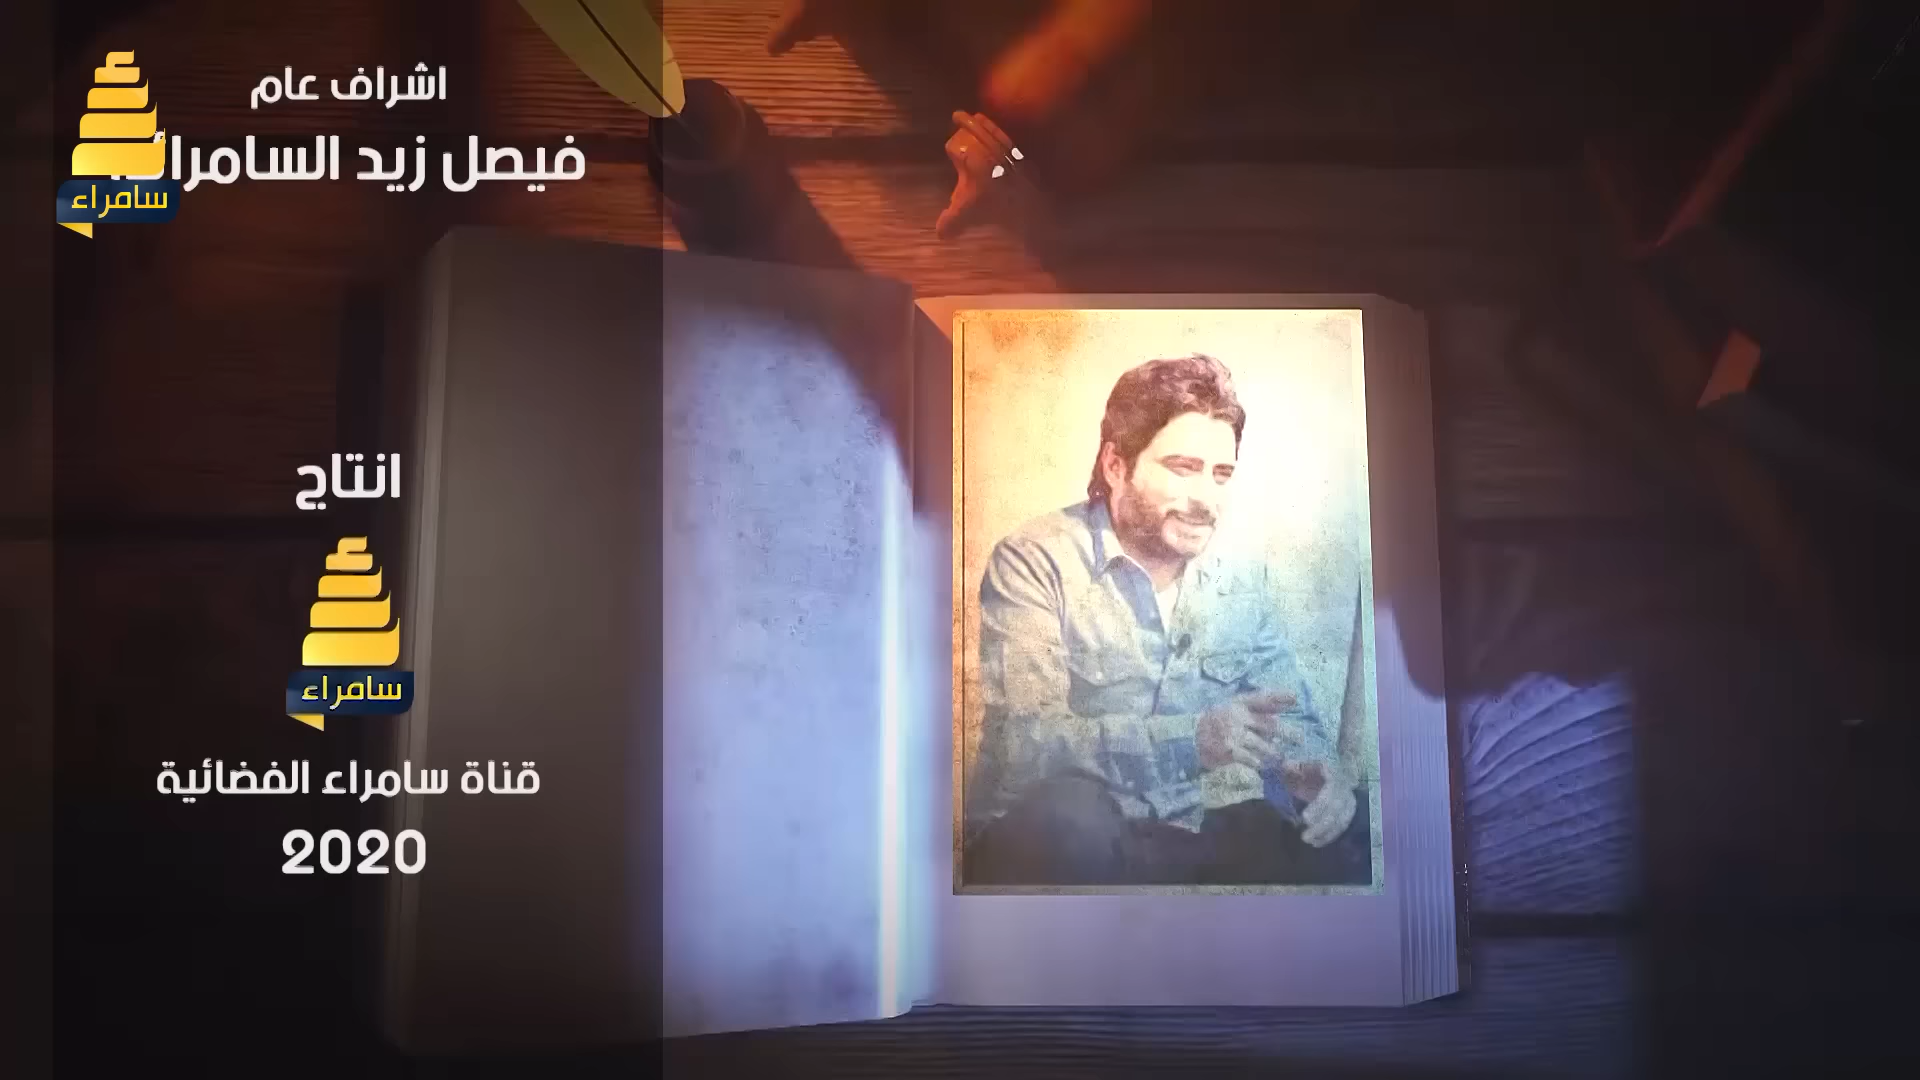 اشراف عام
فيصل زيد السامرائي
سامراء
انتاج
سامراء
قناة سامراء الفضائية
2020